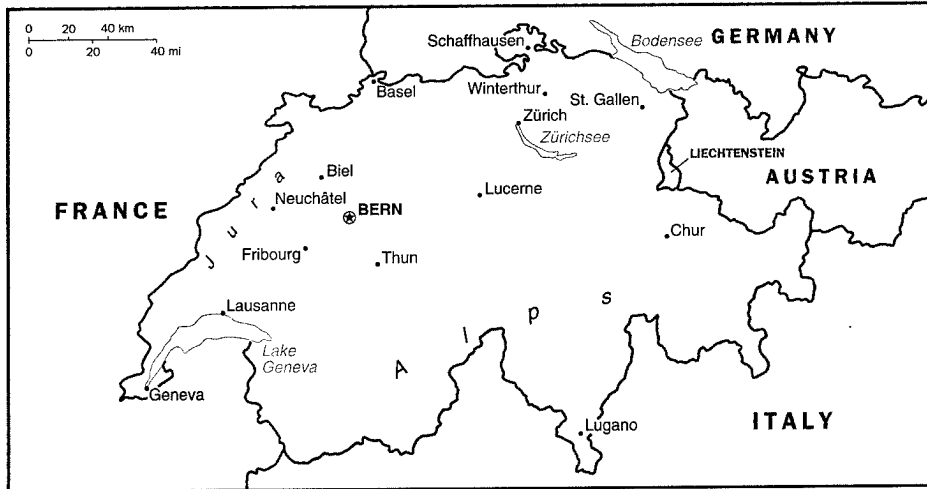 0 20 40 km
0 20 40 mi
Schaffhausen
Bodensee
GERMANY
Basel
Winterthur
St. Gallen
Zürich
Zürichsee
LIECHTENSTEIN
AUSTRIA
Biel
Lucerne
FRANCE
Neuchâtel
BERN
Jura
Chur
Fribourg
Thun
Lausanne
Alps
Lake
Geneva
Geneva
Lugano
ITALY